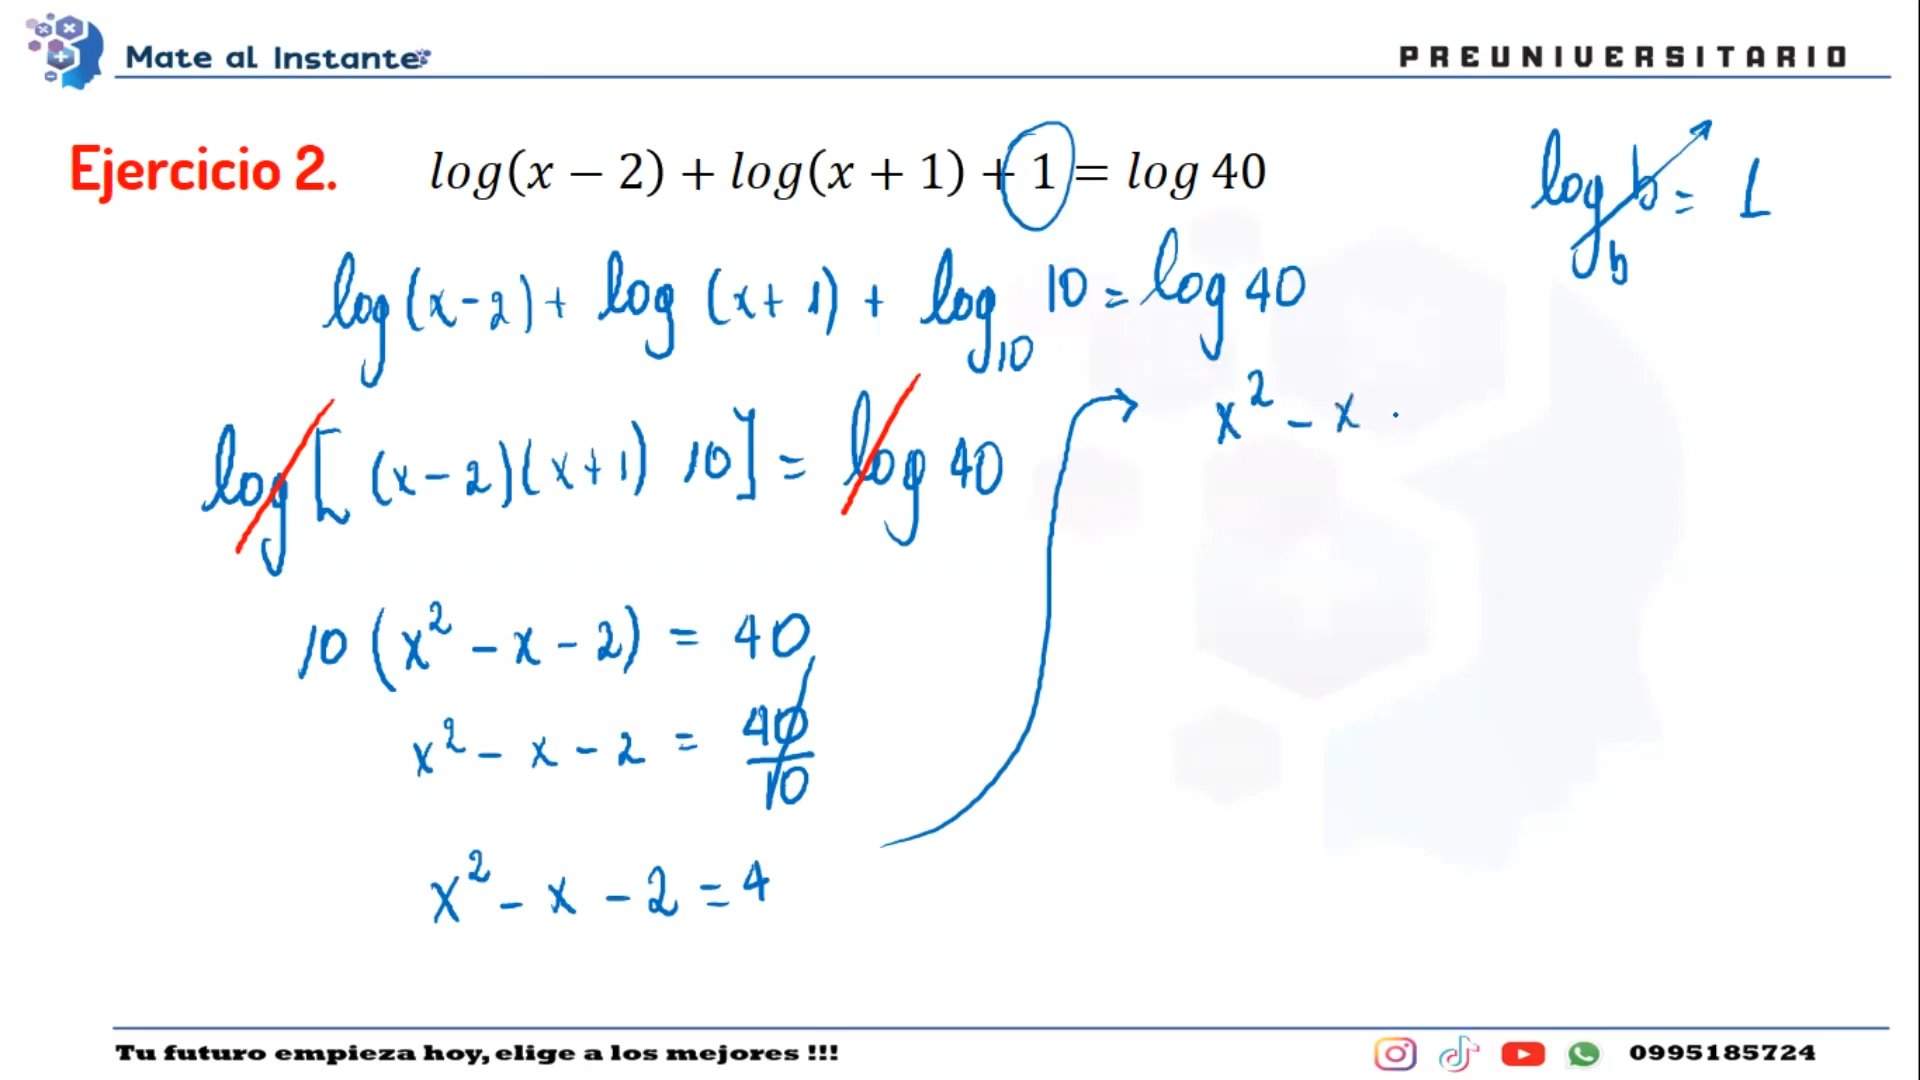 Mate al Instante
PREUNIVERSITARIO
Ejercicio 2. log(x − 2) + log(x + 1) + 1 = log 40
log_b b = 1
log (x-2) + log (x+1) + log_10 10 = log 40
log [ (x-2)(x+1) 10 ] = log 40
10 (x² - x - 2) = 40
x² - x - 2 = 40/10
x² - x - 2 = 4
x² - x
Tu futuro empieza hoy, elige a los mejores !!!
0995185724